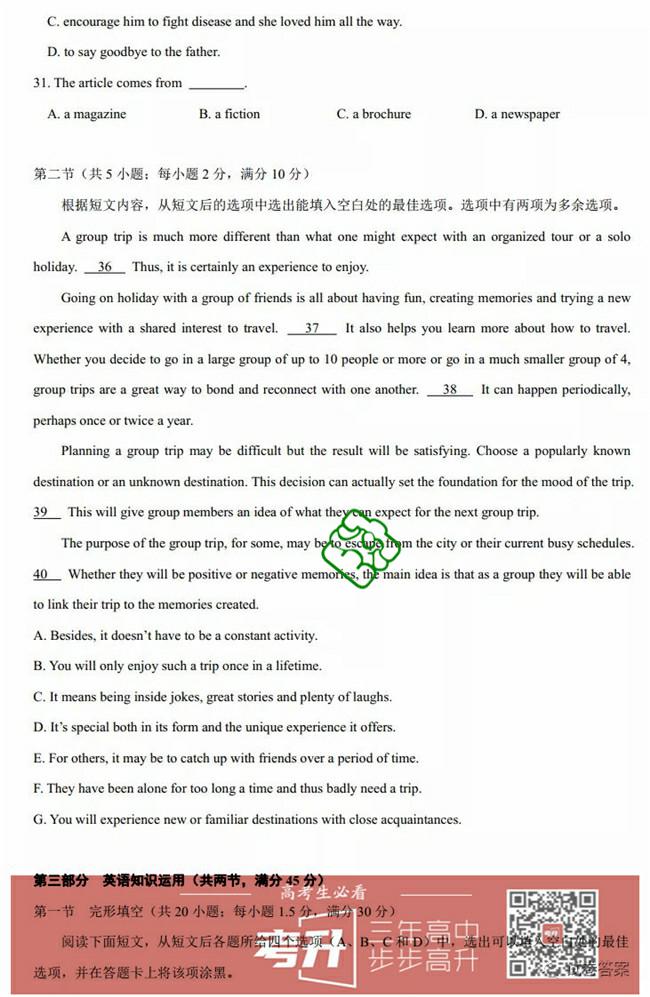 C. encourage him to fight disease and she loved him all the way.
D. to say goodbye to the father.
31. The article comes from ________.
A. a magazine B. a fiction C. a brochure D. a newspaper
第二节（共 5 小题；每小题 2 分，满分 10 分）
根据短文内容，从短文后的选项中选出能填入空白处的最佳选项。选项中有两项为多余选项。
A group trip is much more different than what one might expect with an organized tour or a solo
holiday. __36__ Thus, it is certainly an experience to enjoy.
Going on holiday with a group of friends is all about having fun, creating memories and trying a new
experience with a shared interest to travel. __37__ It also helps you learn more about how to travel.
Whether you decide to go in a large group of up to 10 people or more or go in a much smaller group of 4,
group trips are a great way to bond and reconnect with one another. __38__ It can happen periodically,
perhaps once or twice a year.
Planning a group trip may be difficult but the result will be satisfying. Choose a popularly known
destination or an unknown destination. This decision can actually set the foundation for the mood of the trip.
39__ This will give group members an idea of what they can expect for the next group trip.
The purpose of the group trip, for some, may be to escape from the city or their current busy schedules.
40__ Whether they will be positive or negative memories, the main idea is that as a group they will be able
to link their trip to the memories created.
A. Besides, it doesn’t have to be a constant activity.
B. You will only enjoy such a trip once in a lifetime.
C. It means being inside jokes, great stories and plenty of laughs.
D. It’s special both in its form and the unique experience it offers.
E. For others, it may be to catch up with friends over a period of time.
F. They have been alone for too long a time and thus badly need a trip.
G. You will experience new or familiar destinations with close acquaintances.
第三部分 英语知识运用（共两节，满分 45 分）
高考生必看
第一节 完形填空（共 20 小题；每小题 1.5 分，满分 30 分）
考升 三年高中
步步高升
阅读下面短文，从短文后各题所给四个选项（A、B、C 和 D）中，选出可以填入空白处的最佳
选项，并在答题卡上将该项涂黑。
试卷答案